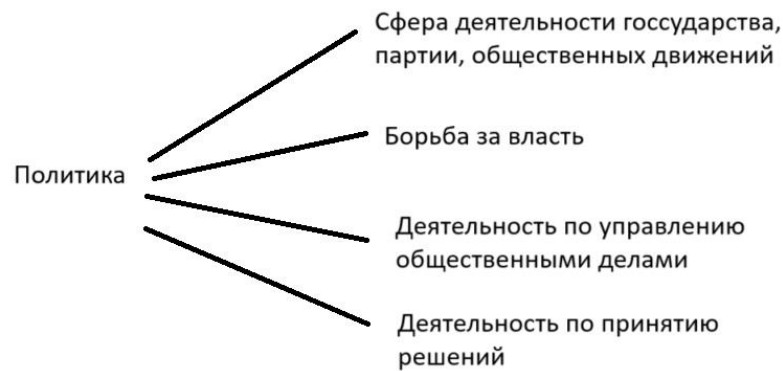 Сфера деятельности госсударства,
партии, общественных движений
Борьба за власть
Политика
Деятельность по управлению
общественными делами
Деятельность по принятию
решений